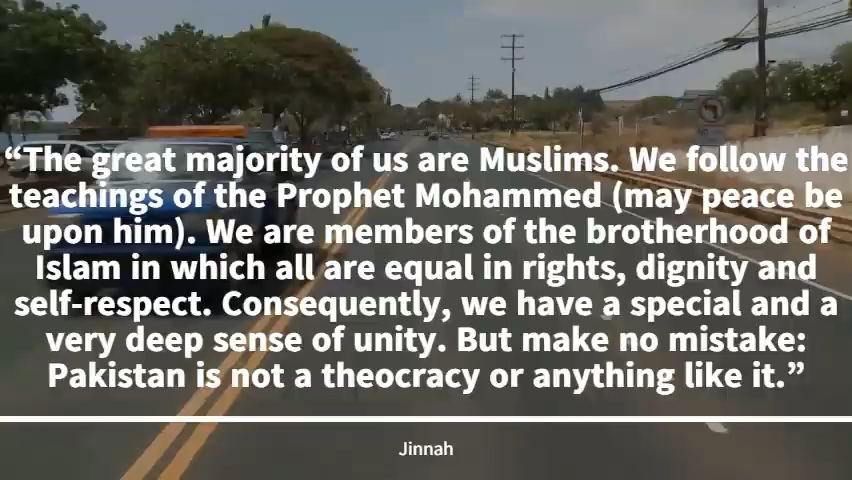 “The great majority of us are Muslims. We follow the
teachings of the Prophet Mohammed (may peace be
upon him). We are members of the brotherhood of
Islam in which all are equal in rights, dignity and
self-respect. Consequently, we have a special and a
very deep sense of unity. But make no mistake:
Pakistan is not a theocracy or anything like it.”
Jinnah